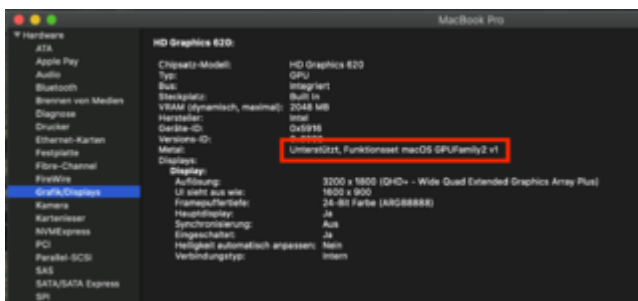 MacBook Pro
Hardware
ATA
Apple Pay
Audio
Bluetooth
Brennen von Medien
Diagnose
Drucker
Ethernet-Karten
Festplatte
Fibre-Channel
FireWire
Grafik/Displays
Kamera
Kartenleser
NVMExpress
PCI
Parallel-SCSI
SAS
SATA/SATA Express
SPI
HD Graphics 620:
Chipsatz-Modell: HD Graphics 620
Typ: GPU
Bus: Integriert
Steckplatz: Built In
VRAM (dynamisch, maximal): 2048 MB
Hersteller: Intel
Geräte-ID: 0x5916
Versions-ID:
Metal: Unterstützt, Funktionsset macOS GPUFamily2 v1
Displays:
Display:
Auflösung: 3200 x 1800 (QHD+ - Wide Quad Extended Graphics Array Plus)
UI sieht aus wie: 1600 x 900
Framepuffertiefe: 24-Bit Farbe (ARGB8888)
Hauptdisplay: Ja
Synchronisierung: Aus
Eingeschaltet: Ja
Helligkeit automatisch anpassen: Nein
Verbindungstyp: Intern